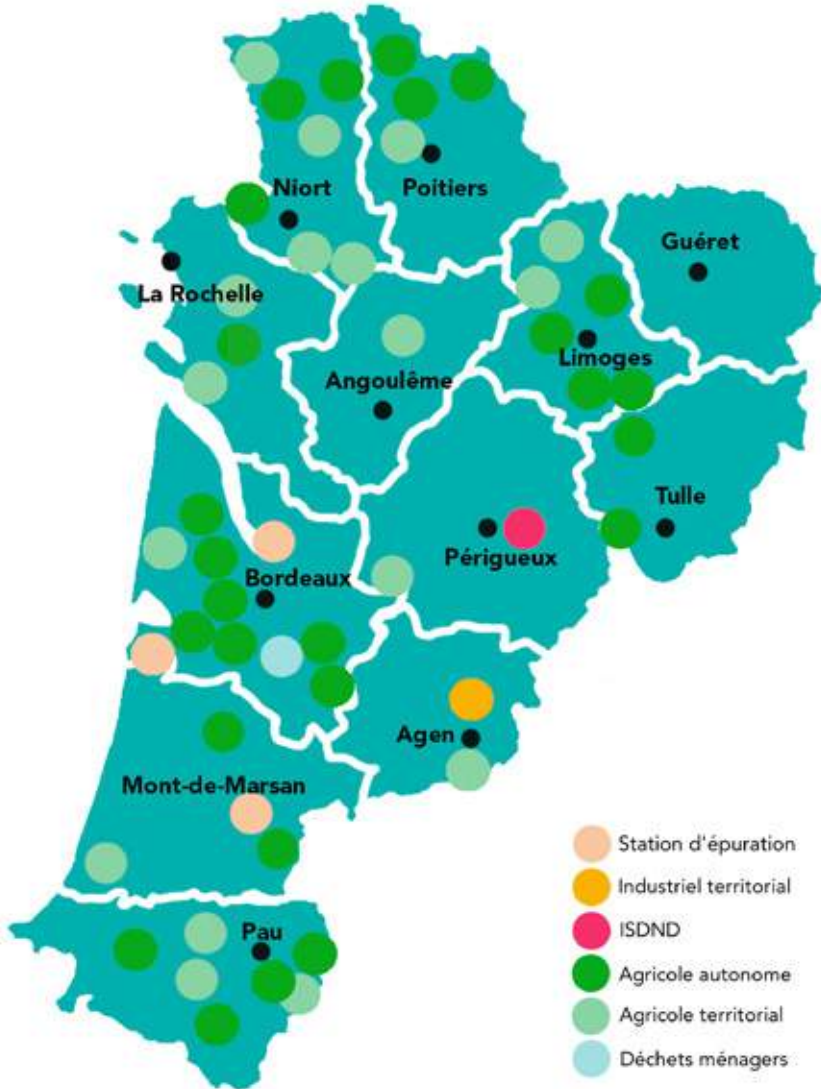 Niort
Poitiers
Guéret
La Rochelle
Limoges
Angoulême
Tulle
Périgueux
Bordeaux
Agen
Mont-de-Marsan
Pau
Station d'épuration
Industriel territorial
ISDND
Agricole autonome
Agricole territorial
Déchets ménagers